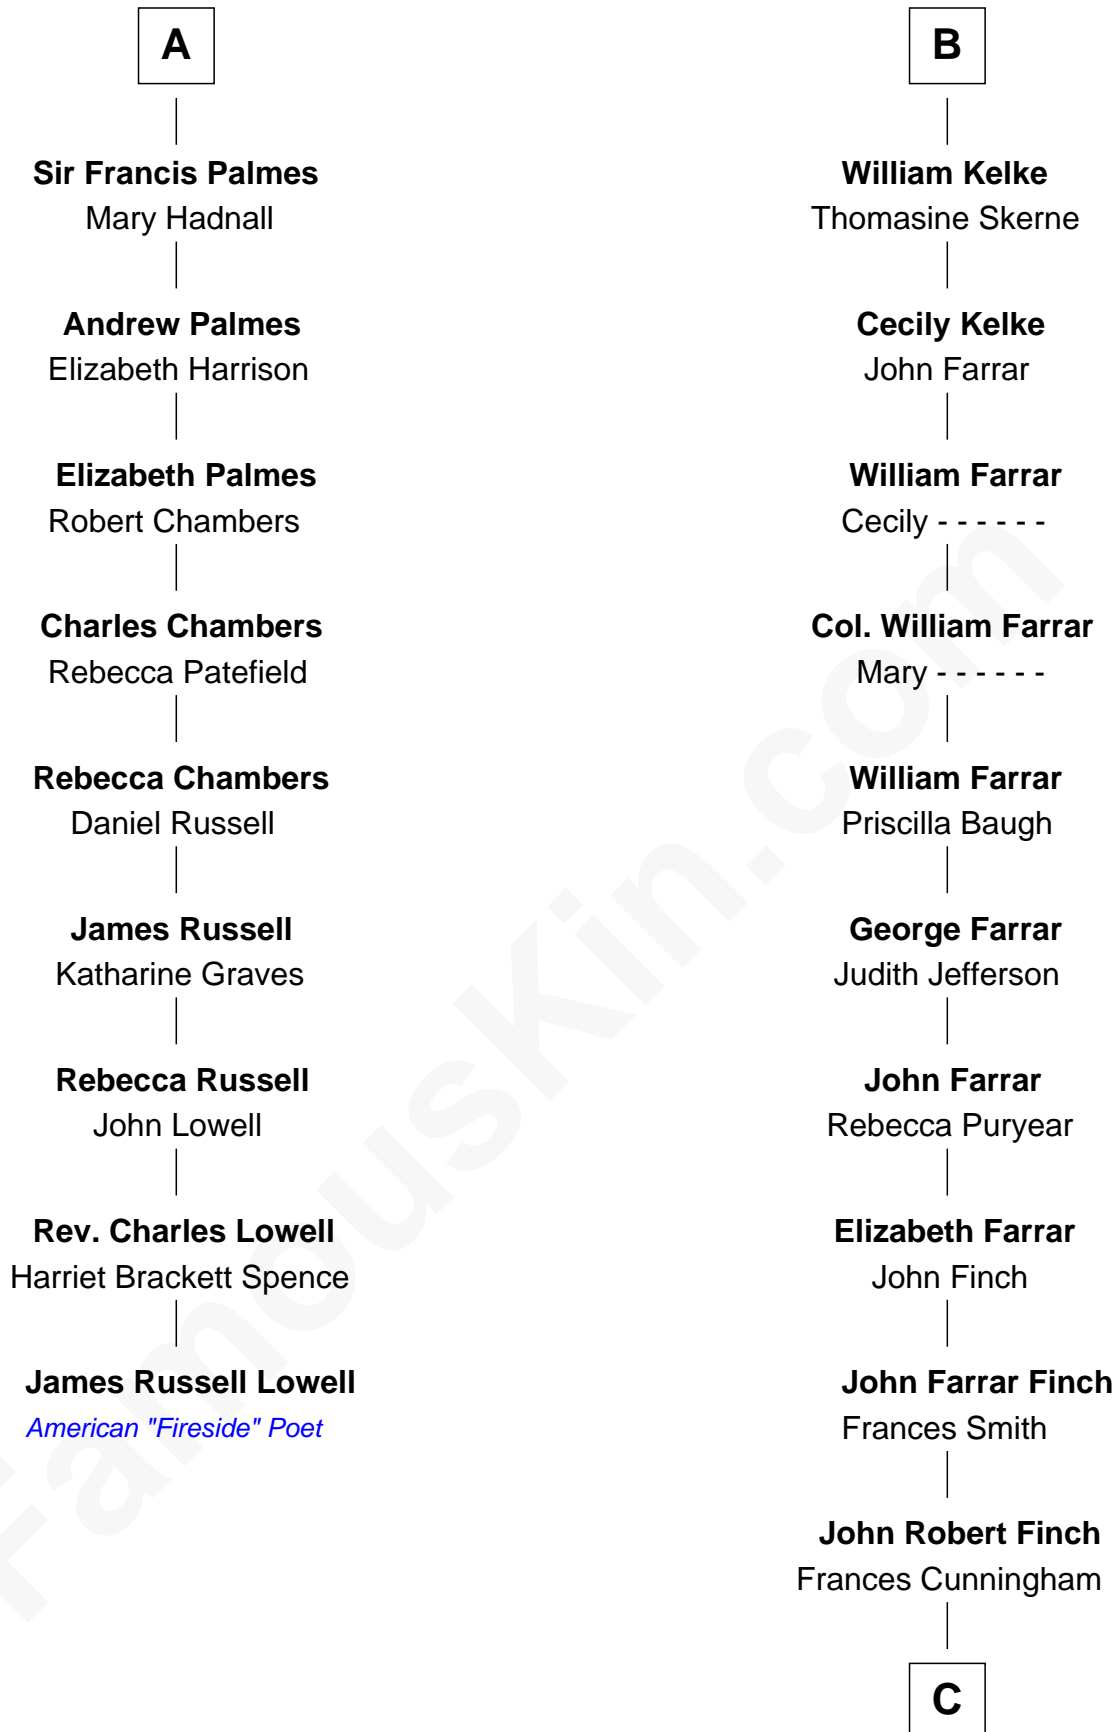 A
Sir Francis Palmes
Mary Hadnall
Andrew Palmes
Elizabeth Harrison
Elizabeth Palmes
Robert Chambers
Charles Chambers
Rebecca Patefield
Rebecca Chambers
Daniel Russell
James Russell
Katharine Graves
Rebecca Russell
John Lowell
Rev. Charles Lowell
Harriet Brackett Spence
James Russell Lowell
American "Fireside" Poet
B
William Kelke
Thomasine Skerne
Cecily Kelke
John Farrar
William Farrar
Cecily - - - - - -
Col. William Farrar
Mary - - - - - -
William Farrar
Priscilla Baugh
George Farrar
Judith Jefferson
John Farrar
Rebecca Puryear
Elizabeth Farrar
John Finch
John Farrar Finch
Frances Smith
John Robert Finch
Frances Cunningham
C
FamousKin.com